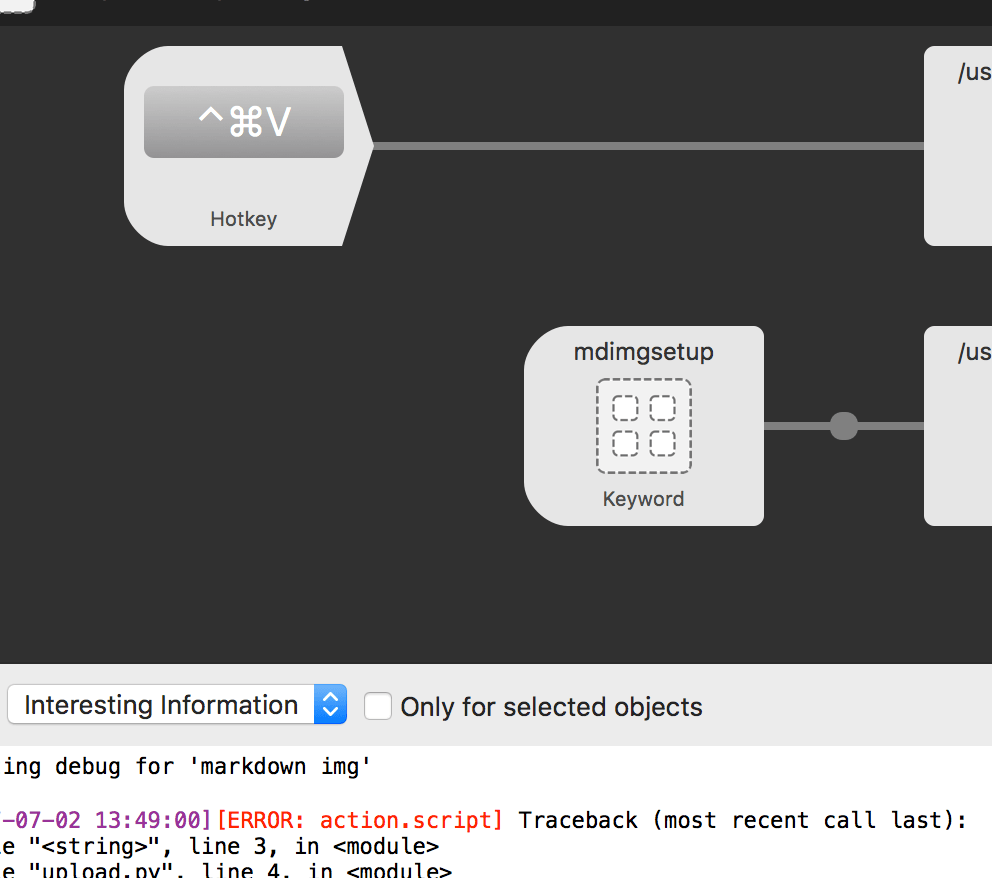 ^⌘V
/us
Hotkey
mdimgsetup
/us
Keyword
Interesting Information
Only for selected objects
ing debug for 'markdown img'
-07-02 13:49:00][ERROR: action.script] Traceback (most recent call last):
le "<string>", line 3, in <module>
e "upload.py", line 4, in <module>